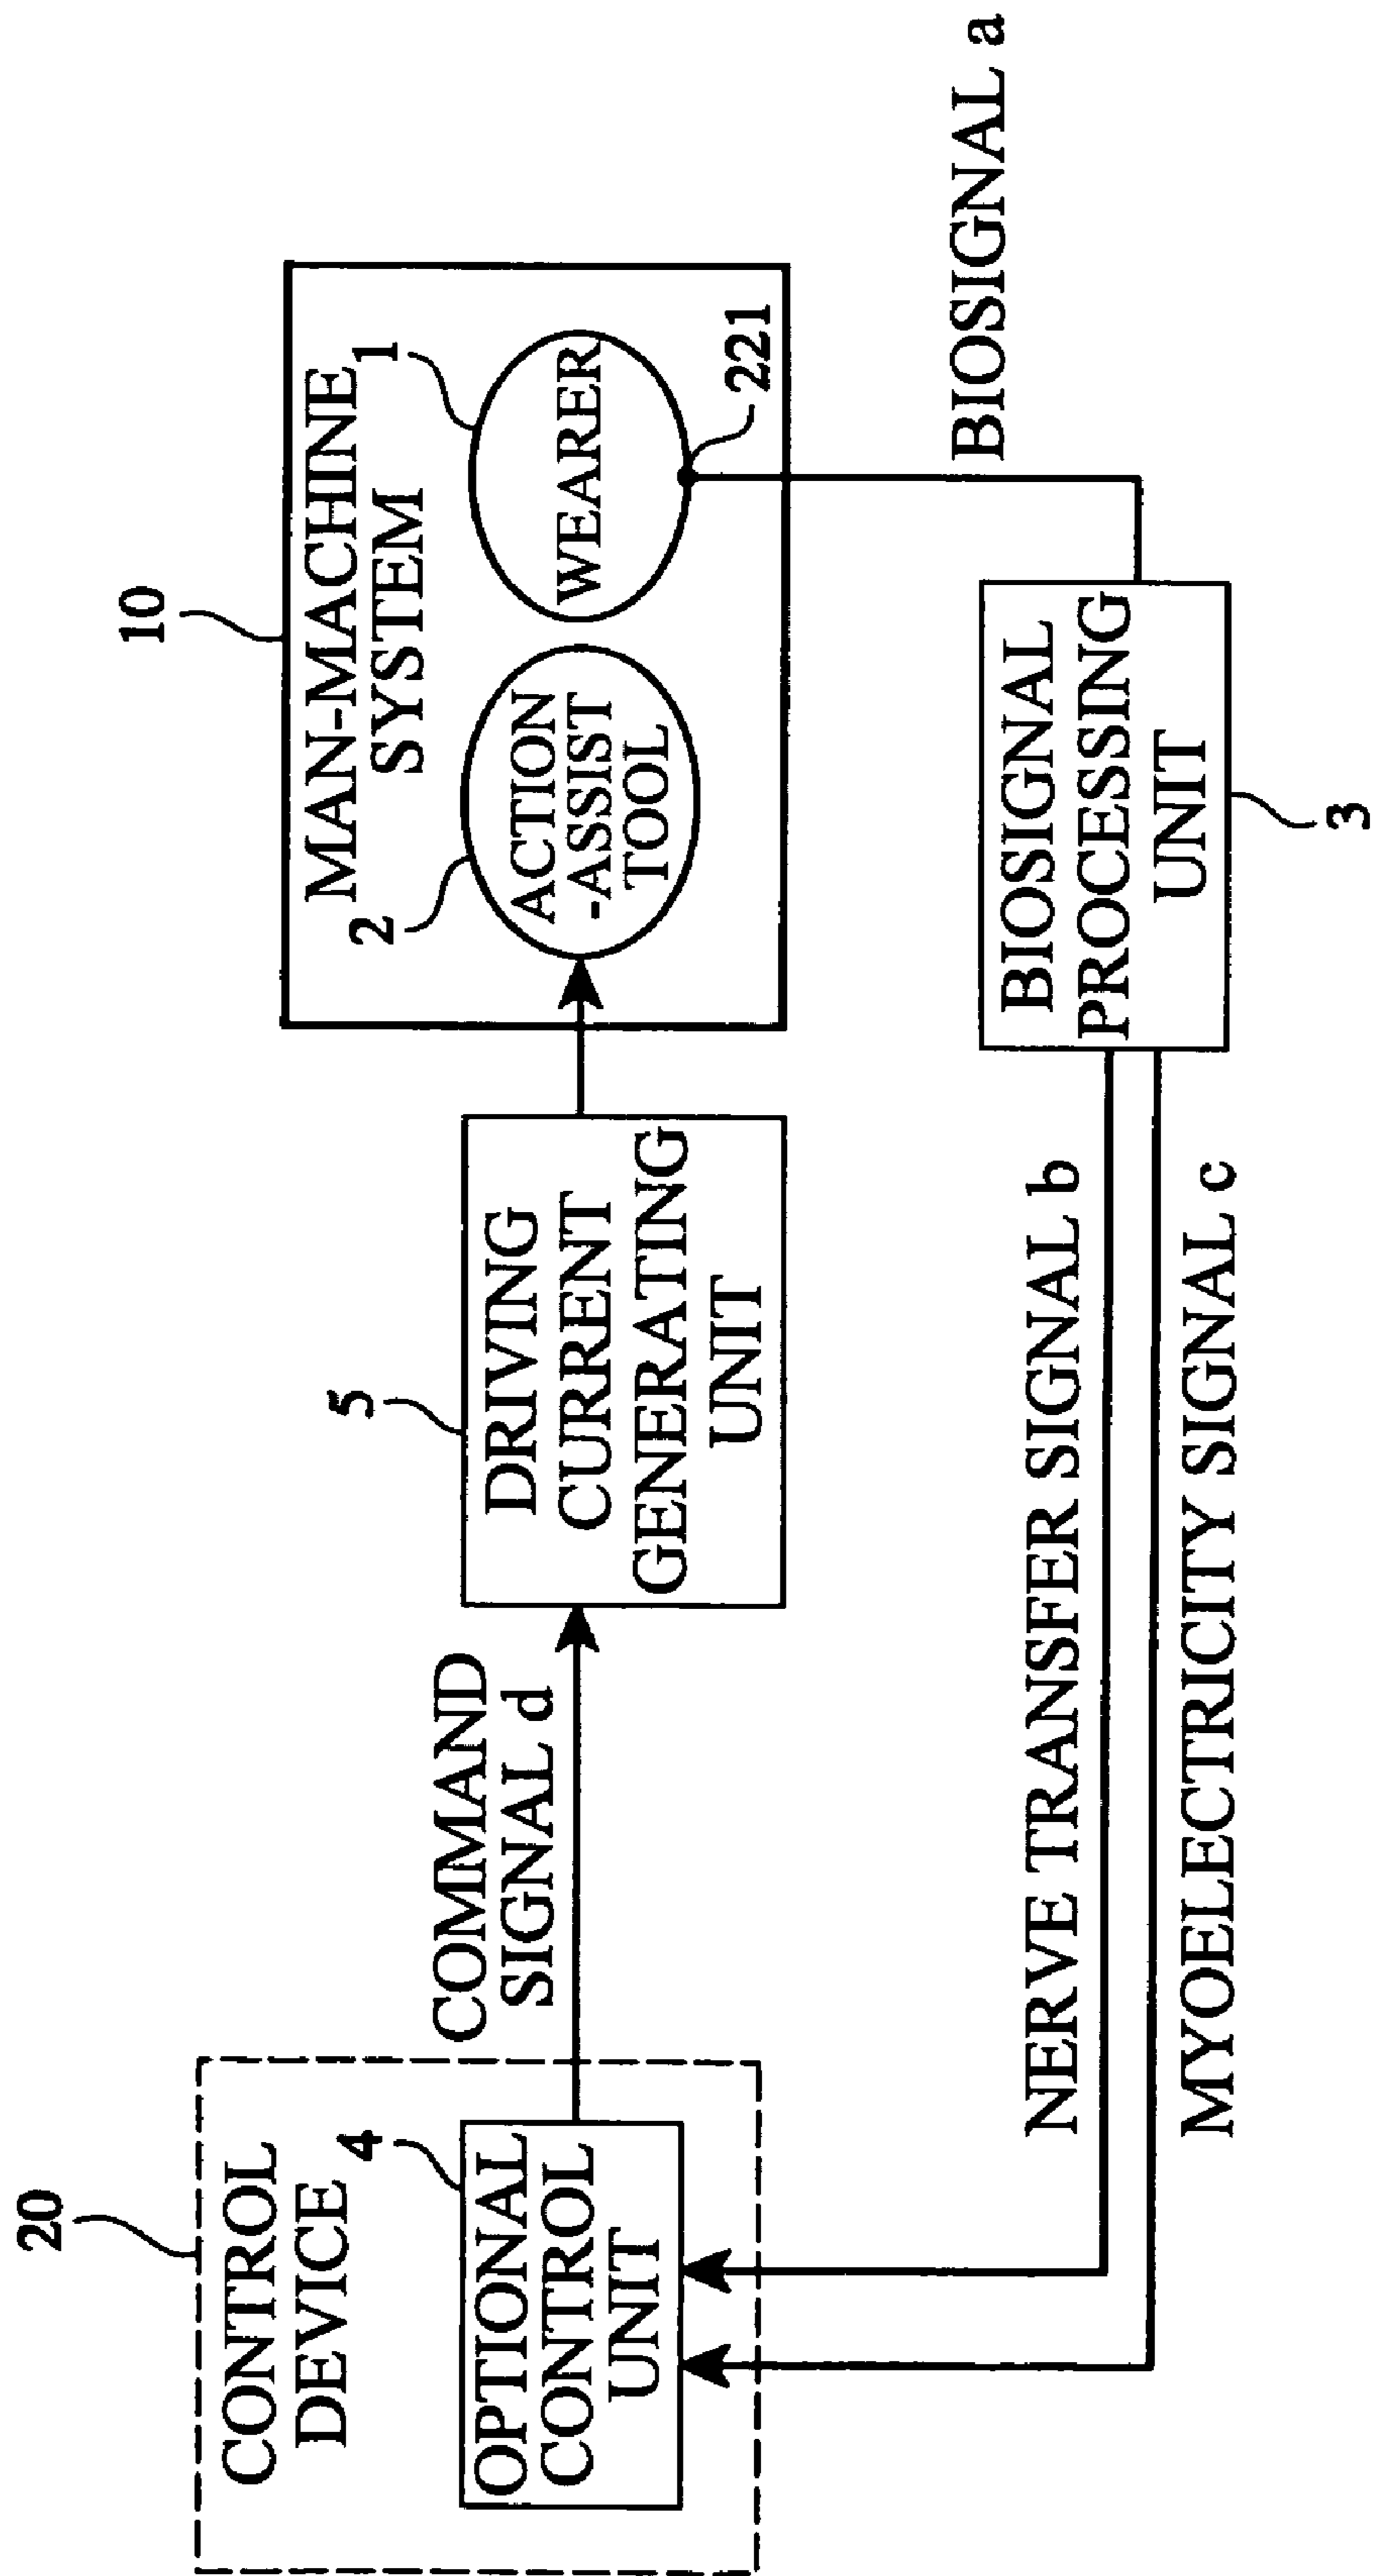 20
CONTROL
DEVICE
4
OPTIONAL
CONTROL
UNIT
COMMAND
SIGNAL d
5
DRIVING
CURRENT
GENERATING
UNIT
10
MAN-MACHINE
SYSTEM
2
ACTION
-ASSIST
TOOL
1
WEARER
221
BIOSIGNAL a
BIOSIGNAL
PROCESSING
UNIT
3
NERVE TRANSFER SIGNAL b
MYOELECTRICITY SIGNAL c